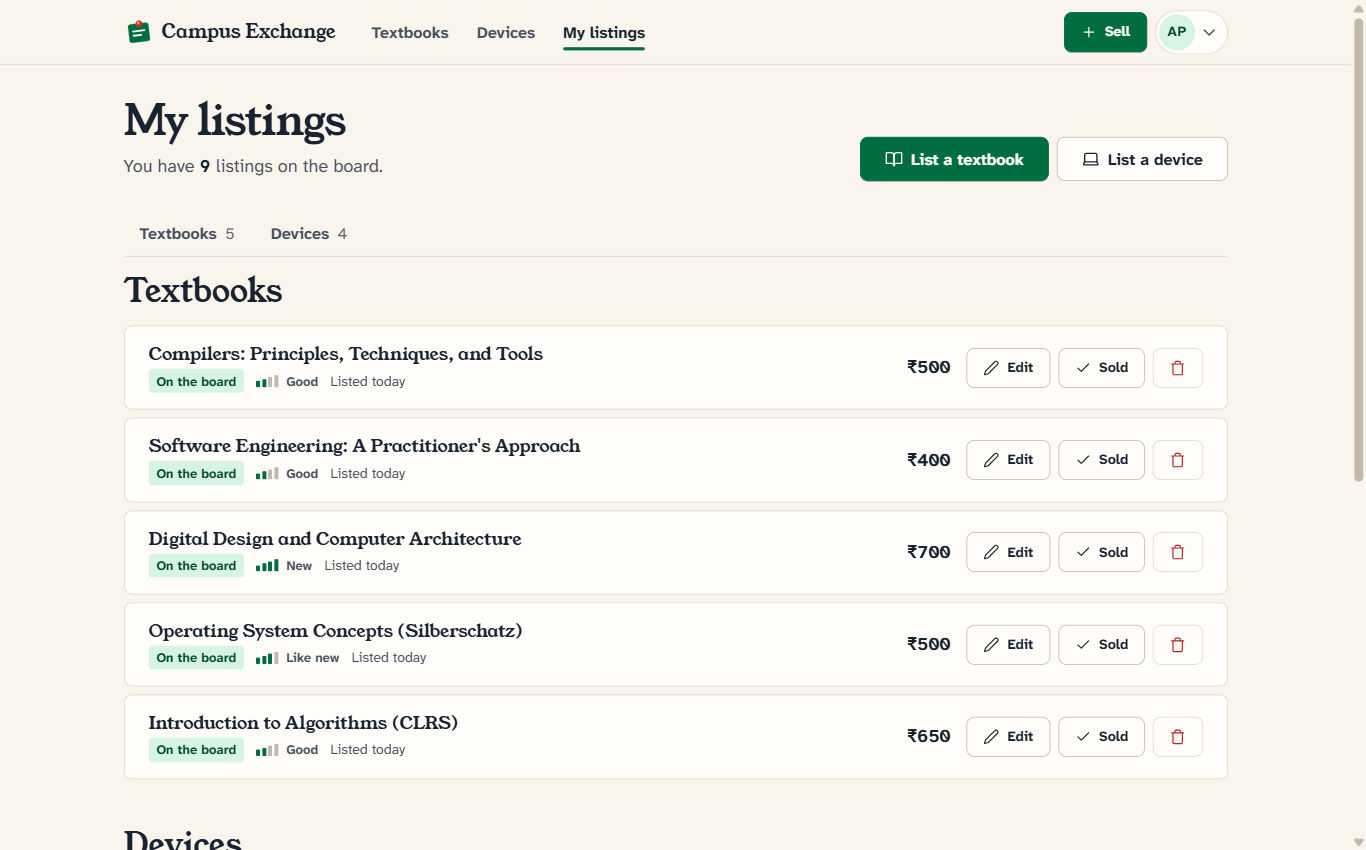 Campus Exchange
Textbooks
Devices
My listings
Sell
AP
My listings
You have 9 listings on the board.
List a textbook
List a device
Textbooks 5
Devices 4
Textbooks
Compilers: Principles, Techniques, and Tools
On the board Good Listed today
₹500 Edit Sold
Software Engineering: A Practitioner's Approach
On the board Good Listed today
₹400 Edit Sold
Digital Design and Computer Architecture
On the board New Listed today
₹700 Edit Sold
Operating System Concepts (Silberschatz)
On the board Like new Listed today
₹500 Edit Sold
Introduction to Algorithms (CLRS)
On the board Good Listed today
₹650 Edit Sold
Devices